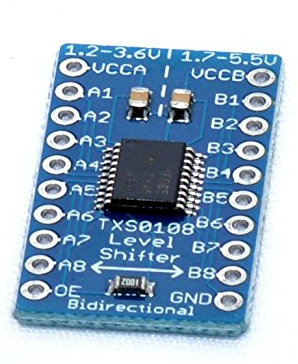 1.2-3.6V | 1.7-5.5V
VCCA VCCB
A1 B1
A2 B2
A3 B3
A4 B4
A5 B5
A6 B6
TXS0108
A7 Level B7
Shifter
A8 B8
1002
OE GND
Bidirectional